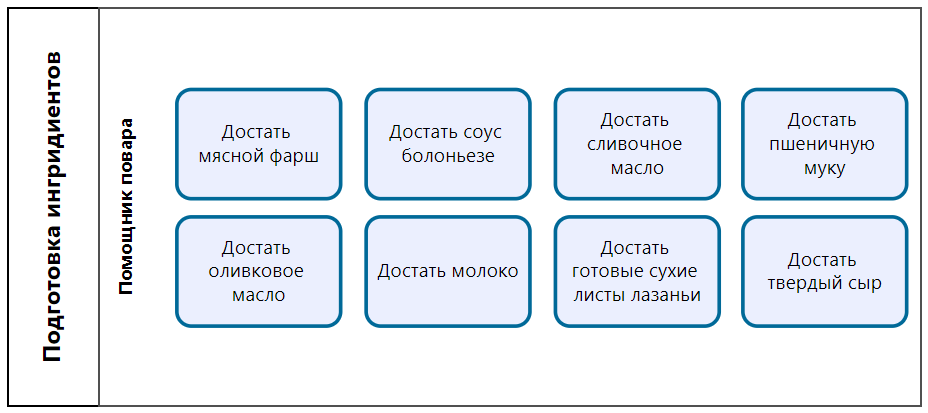 Подготовка ингридиентов
Помощник повара
Достать
мясной фарш
Достать соус
болоньезе
Достать
сливочное
масло
Достать
пшеничную
муку
Достать
оливковое
масло
Достать молоко
Достать
готовые сухие
листы лазаньи
Достать
твердый сыр